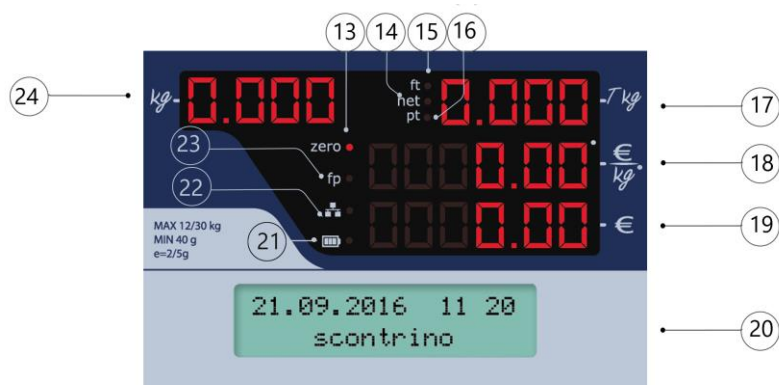 13 14 15 16
24 kg 0.000 ft 0.000 T kg 17
net
pt
23 zero
0.00 € kg 18
fp
22
0.00 € 19
21
MAX 12/30 kg
MIN 40 g
e=2/5g
21.09.2016 11 20
scontrino
20